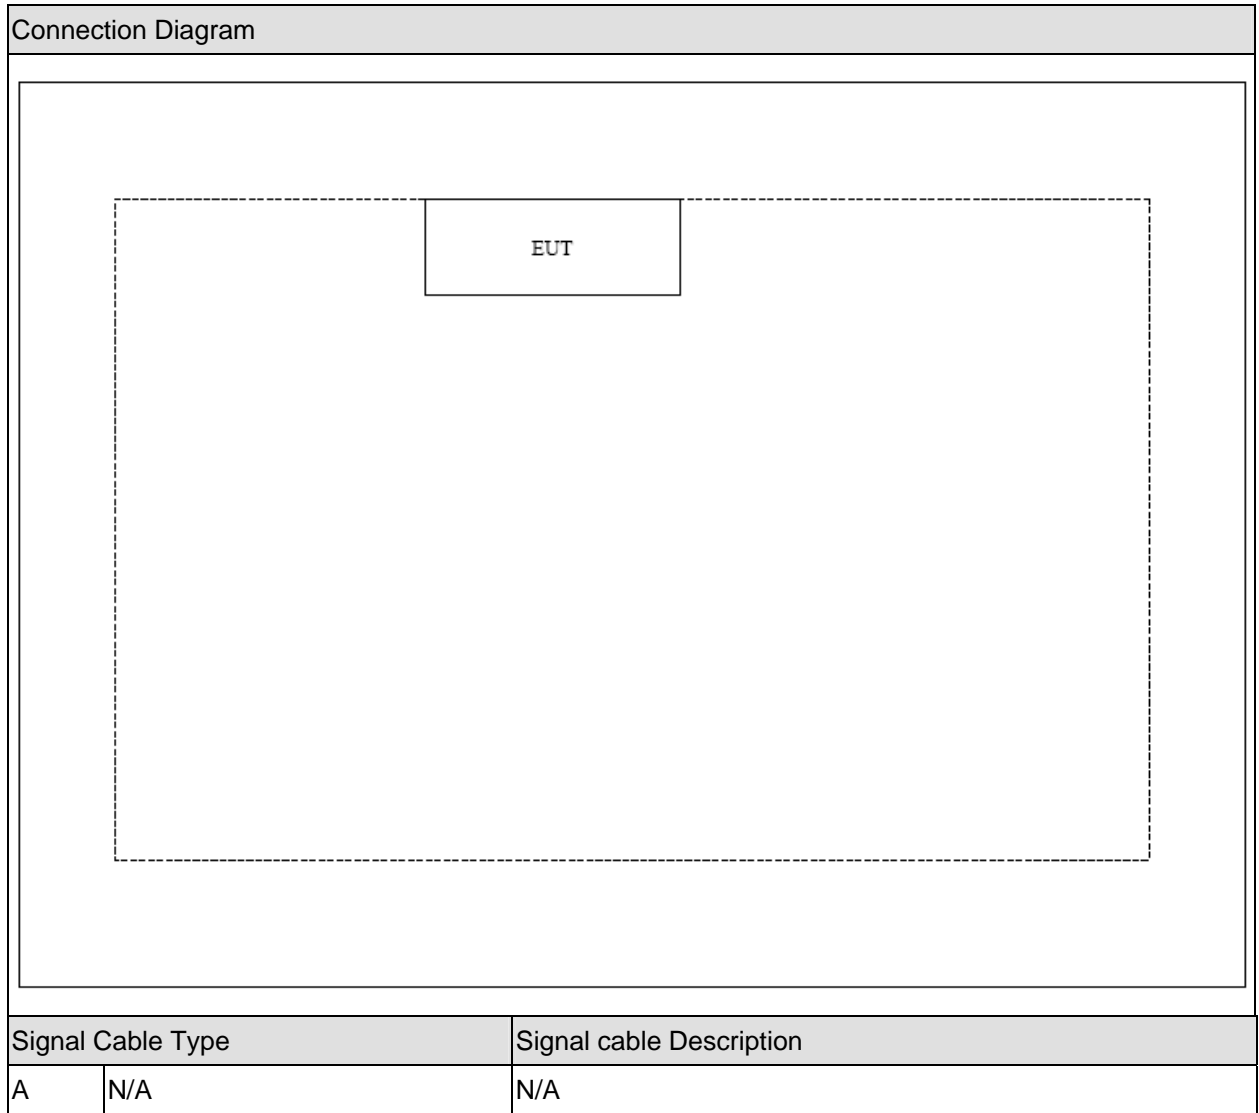 Connection Diagram
EUT
Signal Cable Type Signal cable Description
A N/A N/A